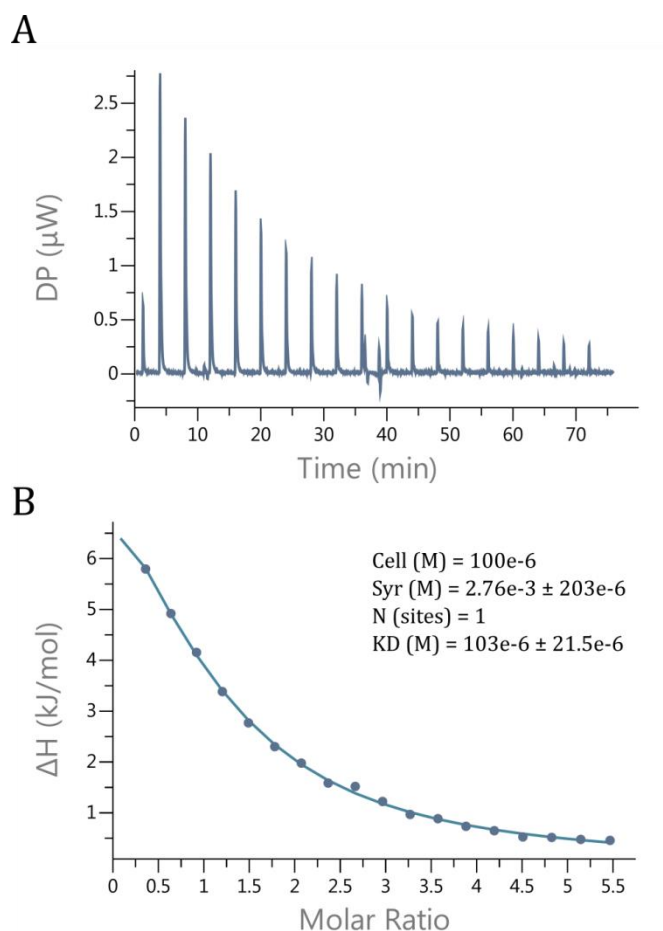 A
2.5
2
1.5
1
0.5
0
DP (µW)
0 10 20 30 40 50 60 70
Time (min)
B
6
5
4
3
2
1
ΔH (kJ/mol)
Cell (M) = 100e-6
Syr (M) = 2.76e-3 ± 203e-6
N (sites) = 1
KD (M) = 103e-6 ± 21.5e-6
0 0.5 1 1.5 2 2.5 3 3.5 4 4.5 5 5.5
Molar Ratio